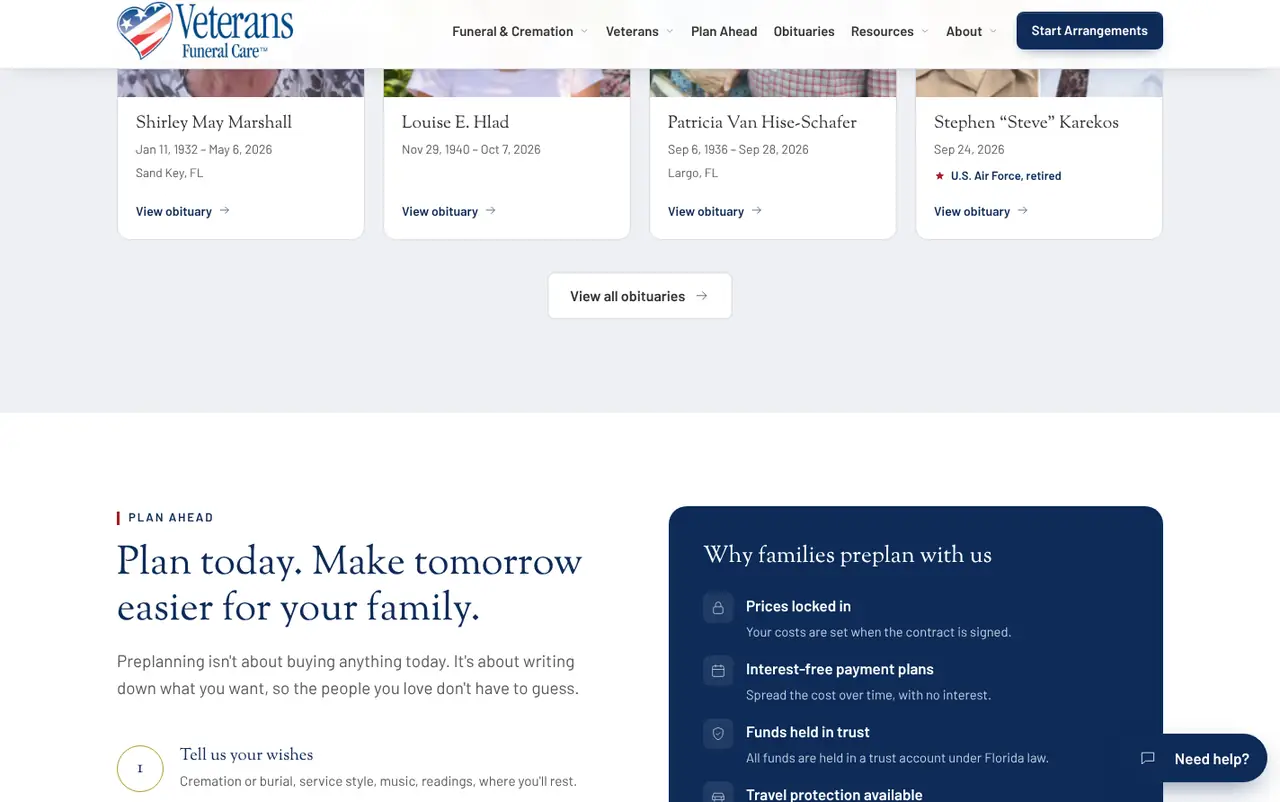 Veterans
Funeral Care™
Funeral & Cremation
Veterans
Plan Ahead
Obituaries
Resources
About
Start Arrangements
Shirley May Marshall
Jan 11, 1932 – May 6, 2026
Sand Key, FL
View obituary
Louise E. Hlad
Nov 29, 1940 – Oct 7, 2026
View obituary
Patricia Van Hise-Schafer
Sep 6, 1936 – Sep 28, 2026
Largo, FL
View obituary
Stephen “Steve” Karekos
Sep 24, 2026
U.S. Air Force, retired
View obituary
View all obituaries
PLAN AHEAD
Plan today. Make tomorrow
easier for your family.
Preplanning isn't about buying anything today. It's about writing
down what you want, so the people you love don't have to guess.
1
Tell us your wishes
Cremation or burial, service style, music, readings, where you'll rest.
Why families preplan with us
Prices locked in
Your costs are set when the contract is signed.
Interest-free payment plans
Spread the cost over time, with no interest.
Funds held in trust
All funds are held in a trust account under Florida law.
Travel protection available
Need help?